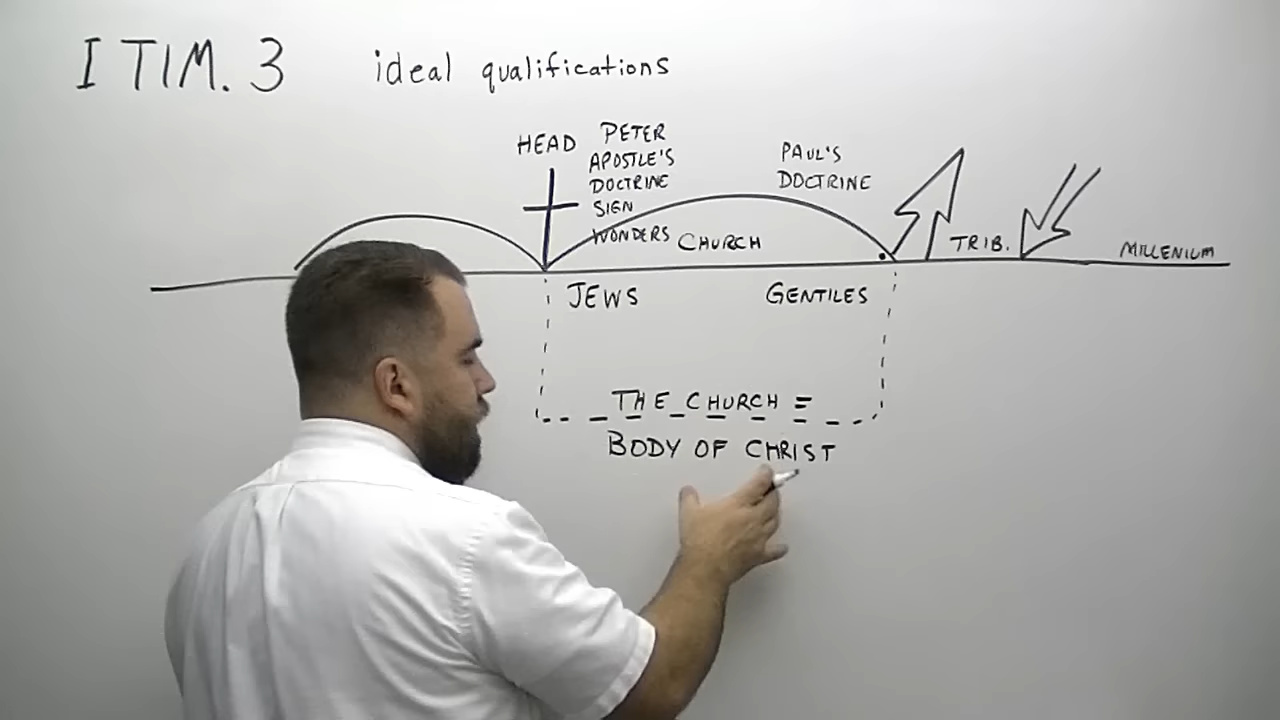 I TIM. 3 ideal qualifications
HEAD
PETER
APOSTLE'S
DOCTRINE
SIGN
WONDERS
CHURCH
PAUL'S
DOCTRINE
TRIB.
MILLENIUM
JEWS
GENTILES
THE CHURCH =
BODY OF CHRIST